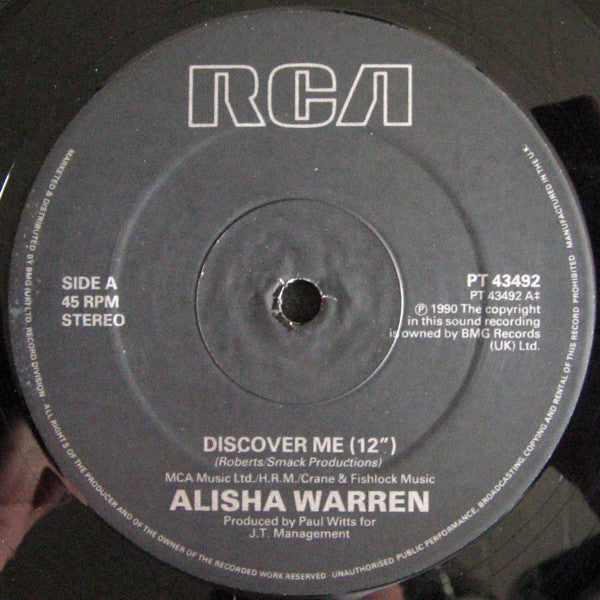 RCA
SIDE A
45 RPM
STEREO
PT 43492
PT 43492 A‡
℗ 1990 The copyright
in this sound recording
is owned by BMG Records
(UK) Ltd.
DISCOVER ME (12")
(Roberts/Smack Productions)
MCA Music Ltd./H.R.M./Crane & Fishlock Music
ALISHA WARREN
Produced by Paul Witts for
J.T. Management
MARKETED & DISTRIBUTED BY BMG (UK) LTD. RECORD DIVISION · ALL RIGHTS OF THE PRODUCER AND OF THE OWNER OF THE RECORDED WORK RESERVED UNAUTHORISED PUBLIC PERFORMANCE, BROADCASTING, COPYING AND RENTAL OF THIS RECORD PROHIBITED MANUFACTURED IN THE U.K.